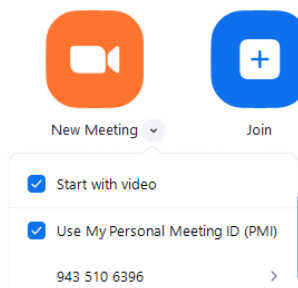 New Meeting
Join
Start with video
Use My Personal Meeting ID (PMI)
943 510 6396